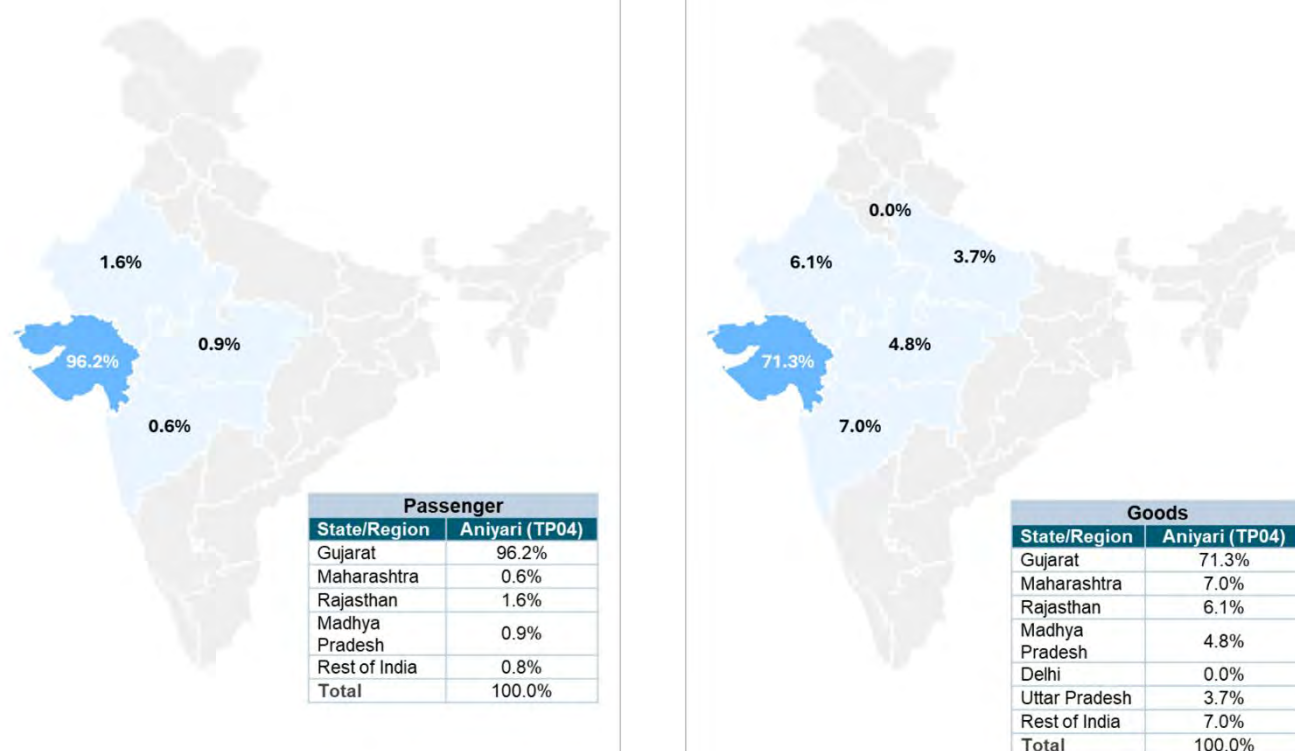 1.6%
0.9%
96.2%
0.6%
Passenger
State/Region Aniyari (TP04)
Gujarat 96.2%
Maharashtra 0.6%
Rajasthan 1.6%
Madhya
Pradesh 0.9%
Rest of India 0.8%
Total 100.0%
0.0%
3.7%
6.1%
4.8%
71.3%
7.0%
Goods
State/Region Aniyari (TP04)
Gujarat 71.3%
Maharashtra 7.0%
Rajasthan 6.1%
Madhya
Pradesh 4.8%
Delhi 0.0%
Uttar Pradesh 3.7%
Rest of India 7.0%
Total 100.0%